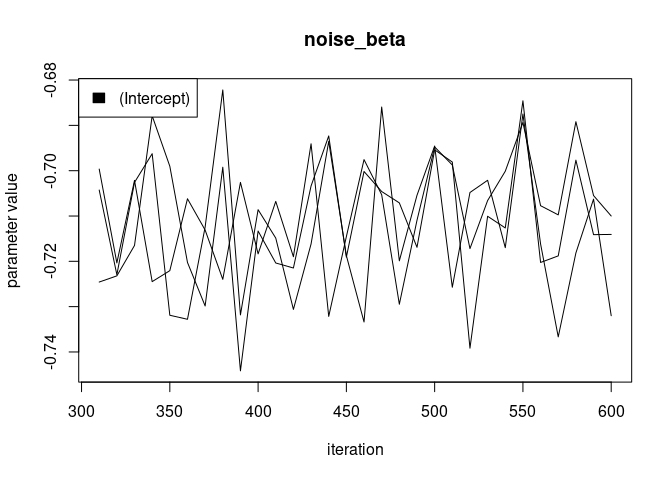 noise_beta
(Intercept)
parameter value
-0.68
-0.70
-0.72
-0.74
300 350 400 450 500 550 600
iteration